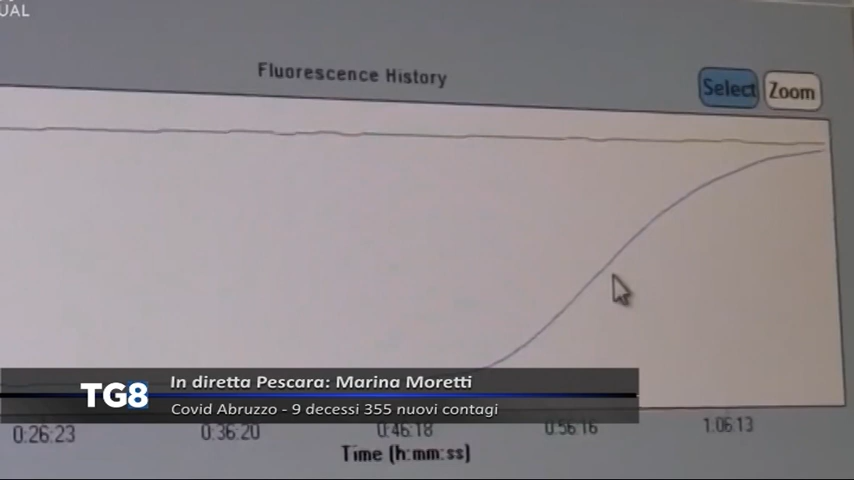 UAL
Fluorescence History
Select Zoom
TG8
In diretta Pescara: Marina Moretti
Covid Abruzzo - 9 decessi 355 nuovi contagi
0:26:23 0:36:20 0:46:18 0:56:16 1:06:13
Time (h:mm:ss)